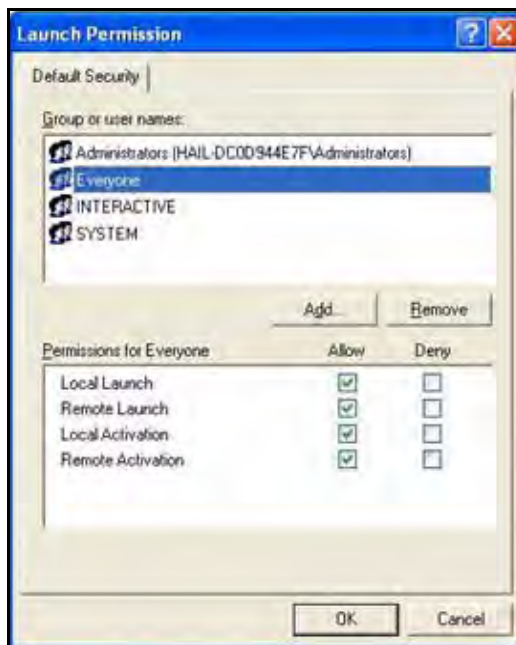 Launch Permission
Default Security
Group or user names:
Administrators (HAIL-DC0D944E7F\Administrators)
Everyone
INTERACTIVE
SYSTEM
Add... Remove
Permissions for Everyone Allow Deny
Local Launch
Remote Launch
Local Activation
Remote Activation
OK Cancel